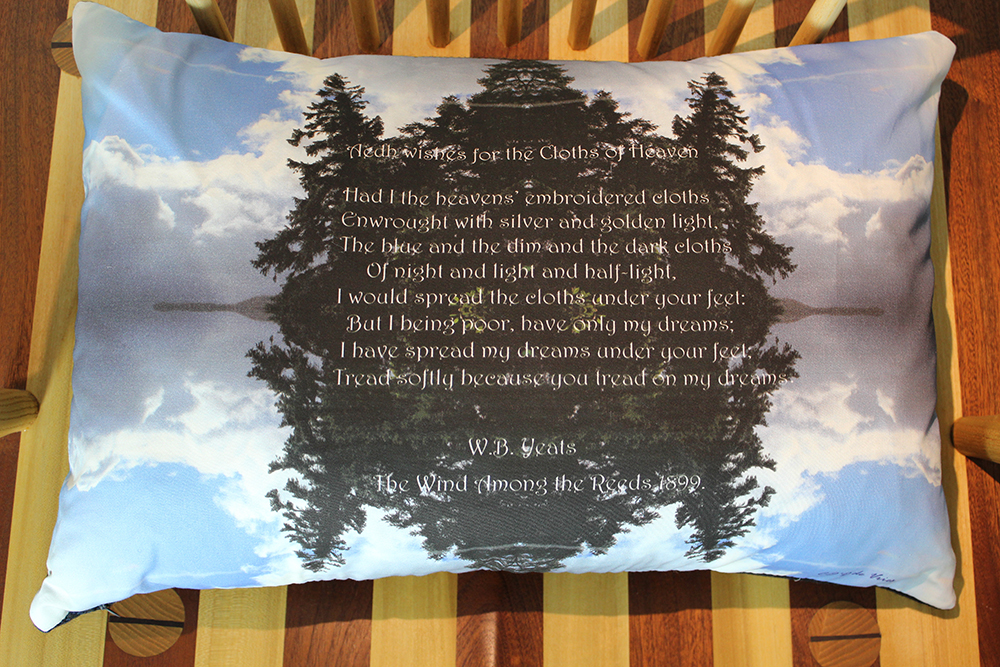 Aedh wishes for the Cloths of Heaven
Had I the heavens' embroidered cloths
Enwrought with silver and golden light,
The blue and the dim and the dark cloths
Of night and light and half-light,
I would spread the cloths under your feet:
But I being poor, have only my dreams;
I have spread my dreams under your feet;
Tread softly because you tread on my dreams.
W.B. Yeats
The Wind Among the Reeds 1899.